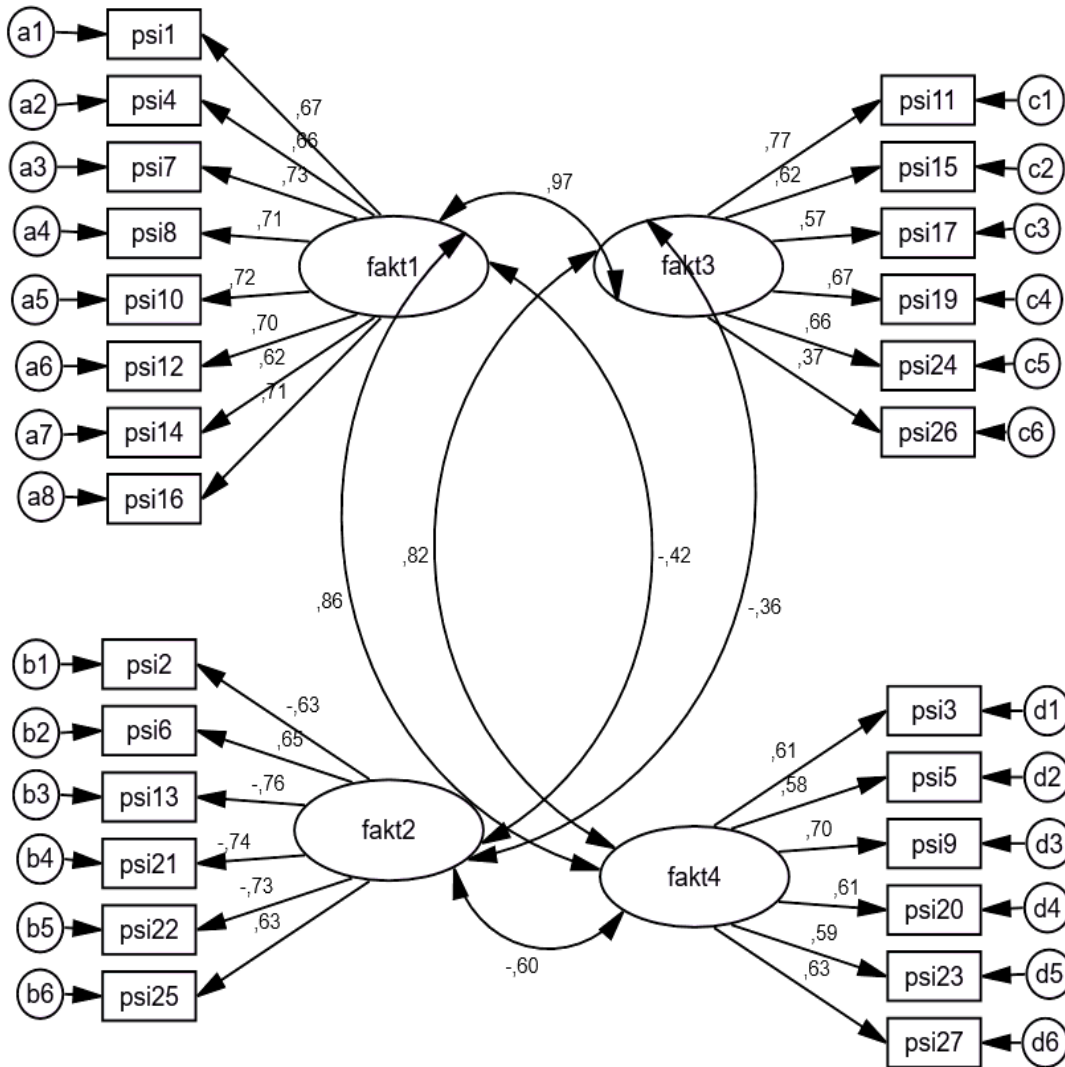 a1
psi1
a2
psi4
a3
psi7
a4
psi8
a5
psi10
a6
psi12
a7
psi14
a8
psi16
,67
,66
,73
,71
,72
,70
,62
,71
fakt1
,97
fakt3
,77
,62
,57
,67
,66
,37
psi11
c1
psi15
c2
psi17
c3
psi19
c4
psi24
c5
psi26
c6
,82
-,42
,86
-,36
b1
psi2
b2
psi6
b3
psi13
b4
psi21
b5
psi22
b6
psi25
-,63
,65
-,76
-,74
-,73
,63
fakt2
-,60
fakt4
,61
,58
,70
,61
,59
,63
psi3
d1
psi5
d2
psi9
d3
psi20
d4
psi23
d5
psi27
d6